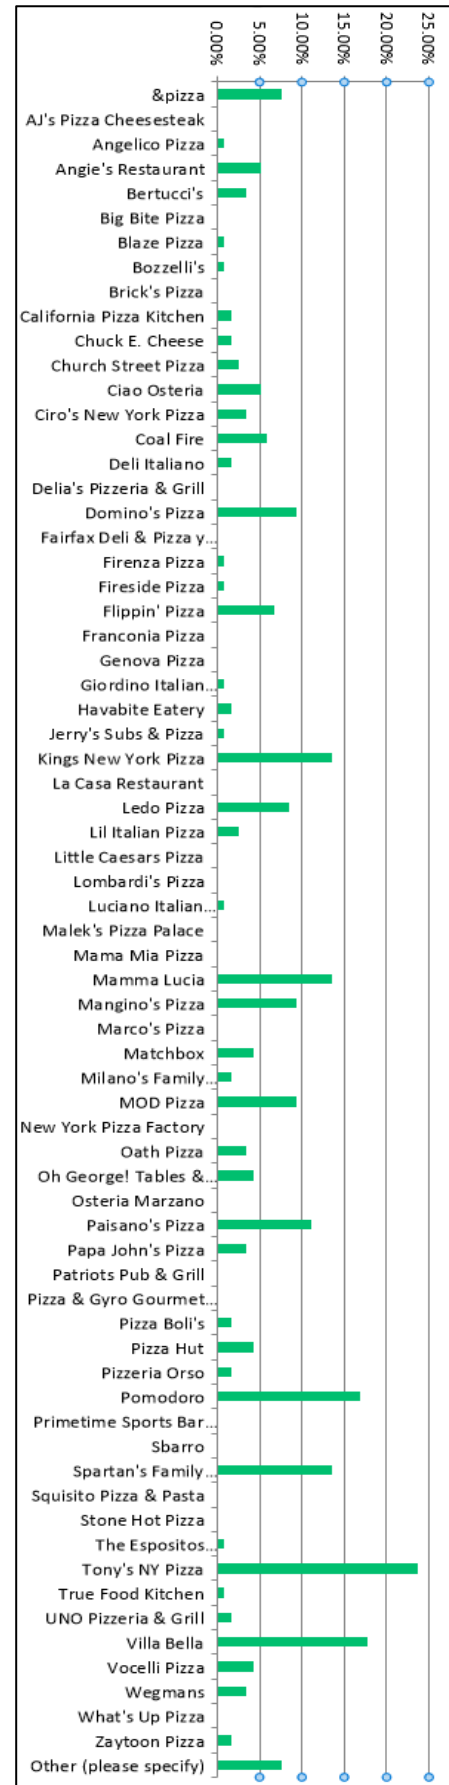 0.00%
5.00%
10.00%
15.00%
20.00%
25.00%
&pizza
AJ's Pizza Cheesesteak
Angelico Pizza
Angie's Restaurant
Bertucci's
Big Bite Pizza
Blaze Pizza
Bozzelli's
Brick's Pizza
California Pizza Kitchen
Chuck E. Cheese
Church Street Pizza
Ciao Osteria
Ciro's New York Pizza
Coal Fire
Deli Italiano
Delia's Pizzeria & Grill
Domino's Pizza
Fairfax Deli & Pizza y...
Firenza Pizza
Fireside Pizza
Flippin' Pizza
Franconia Pizza
Genova Pizza
Giordino Italian...
Havabite Eatery
Jerry's Subs & Pizza
Kings New York Pizza
La Casa Restaurant
Ledo Pizza
Lil Italian Pizza
Little Caesars Pizza
Lombardi's Pizza
Luciano Italian...
Malek's Pizza Palace
Mama Mia Pizza
Mamma Lucia
Mangino's Pizza
Marco's Pizza
Matchbox
Milano's Family...
MOD Pizza
New York Pizza Factory
Oath Pizza
Oh George! Tables &...
Osteria Marzano
Paisano's Pizza
Papa John's Pizza
Patriots Pub & Grill
Pizza & Gyro Gourmet...
Pizza Boli's
Pizza Hut
Pizzeria Orso
Pomodoro
Primetime Sports Bar...
Sbarro
Spartan's Family...
Squisito Pizza & Pasta
Stone Hot Pizza
The Espositos...
Tony's NY Pizza
True Food Kitchen
UNO Pizzeria & Grill
Villa Bella
Vocelli Pizza
Wegmans
What's Up Pizza
Zaytoon Pizza
Other (please specify)